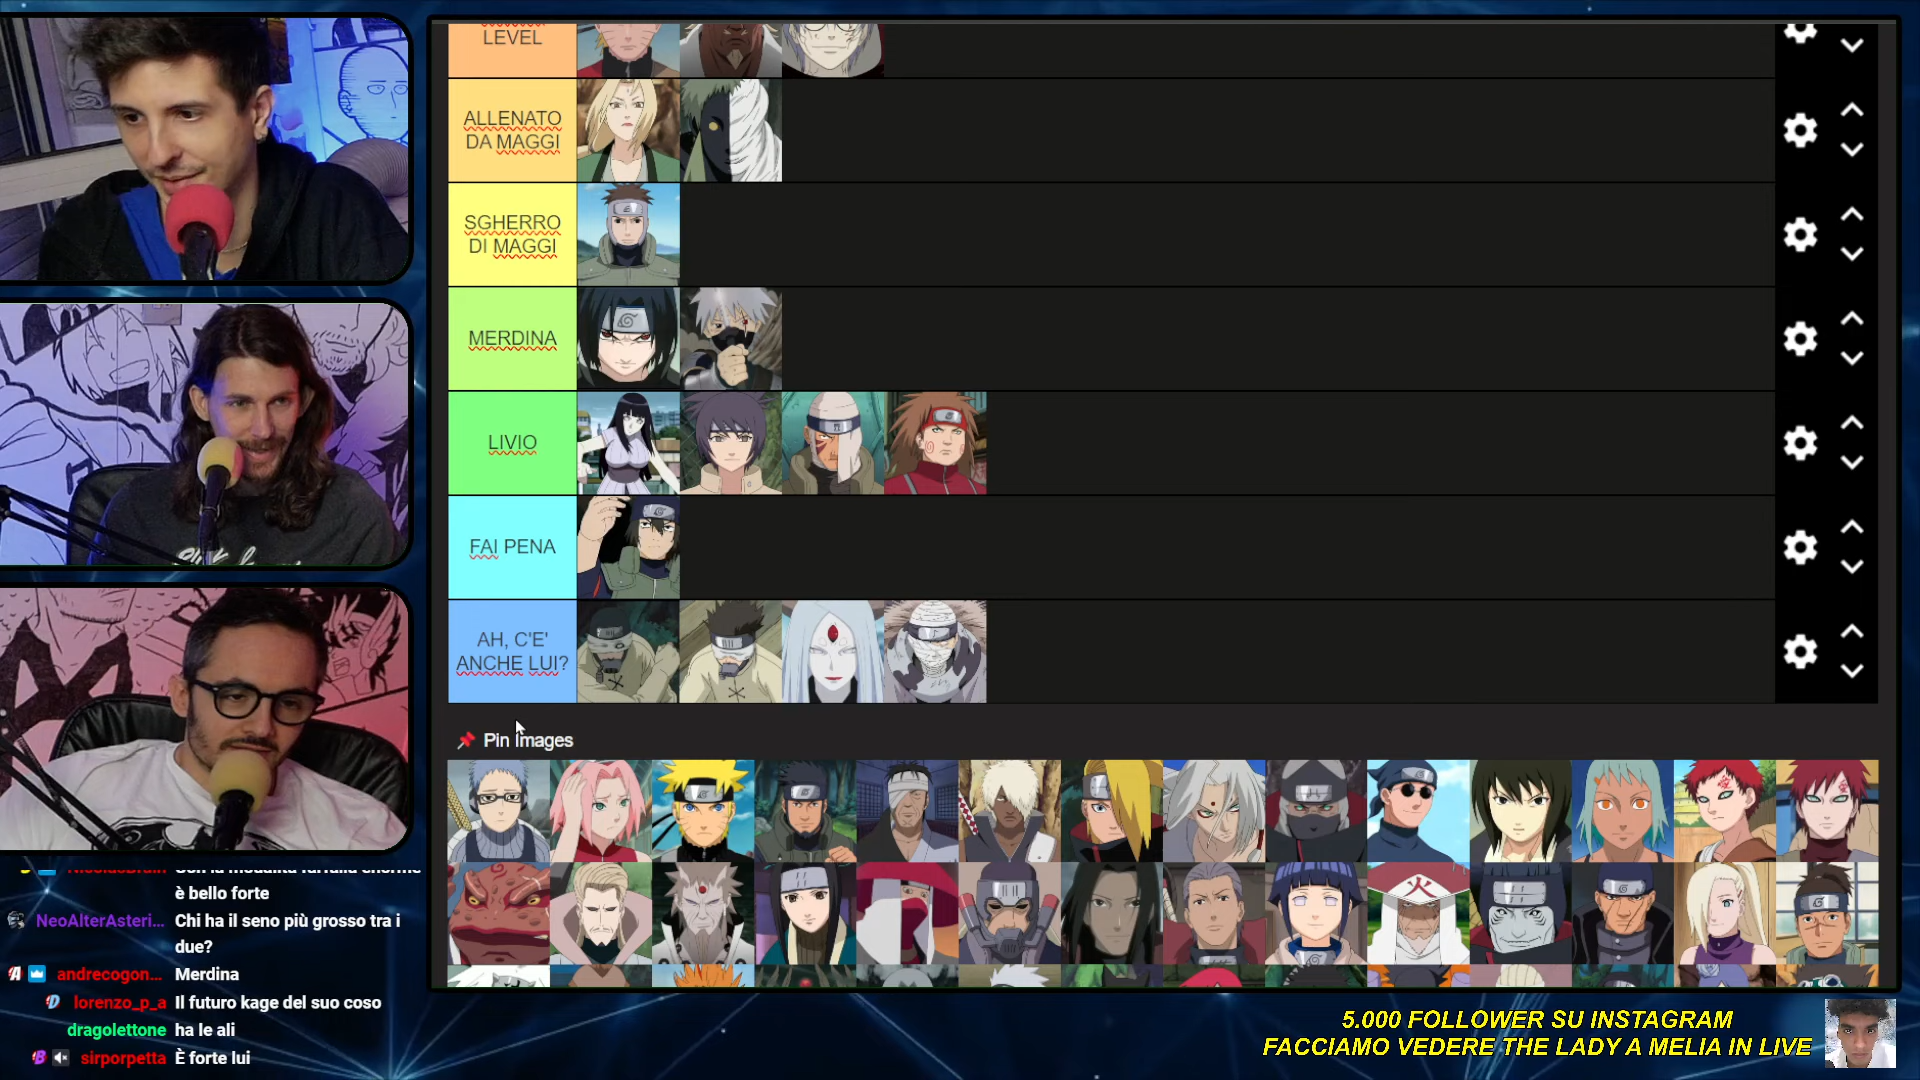 LEVEL
ALLENATO
DA MAGGI
SGHERRO
DI MAGGI
MERDINA
LIVIO
FAI PENA
AH, C'E'
ANCHE LUI?
Pin Images
è bello forte
NeoAlterAsteri... Chi ha il seno più grosso tra i
due?
andrecogon... Merdina
lorenzo_p_a Il futuro kage del suo coso
dragolettone ha le ali
sirporpetta È forte lui
5.000 FOLLOWER SU INSTAGRAM
FACCIAMO VEDERE THE LADY A MELIA IN LIVE